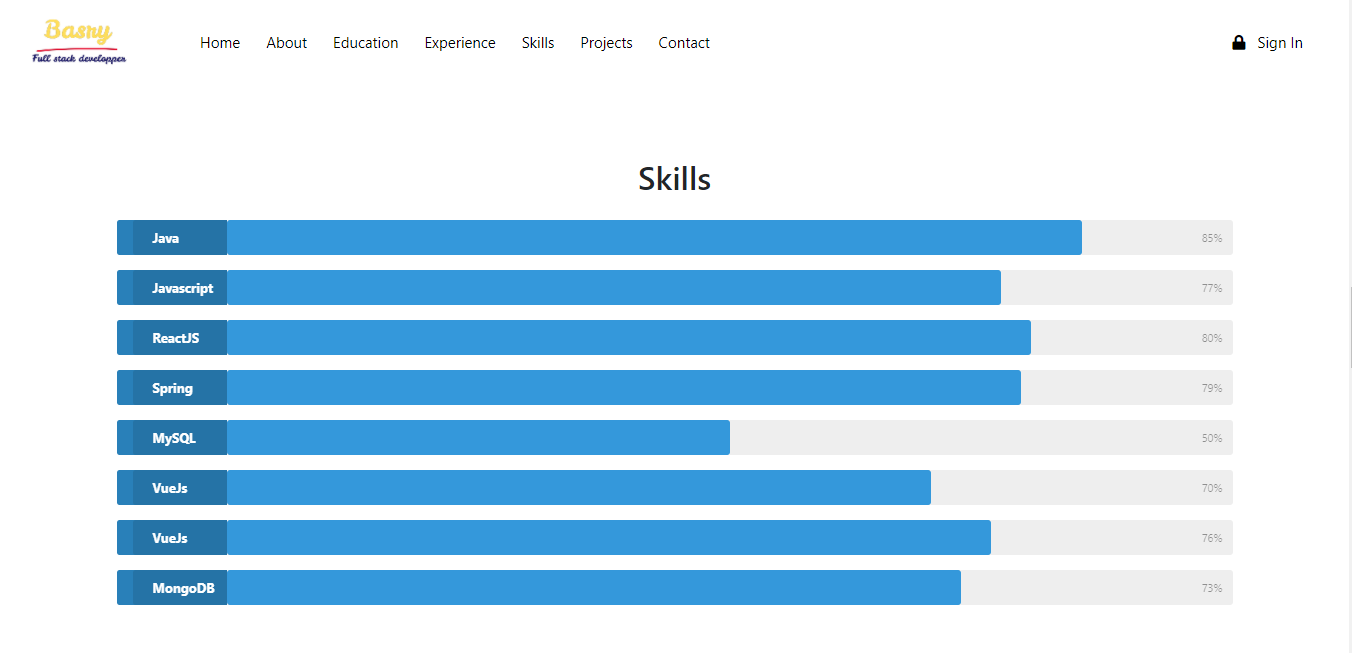 Basry
Full stack developper
Home About Education Experience Skills Projects Contact Sign In
Skills
Java 85%
Javascript 77%
ReactJS 80%
Spring 79%
MySQL 50%
VueJs 70%
VueJs 76%
MongoDB 73%